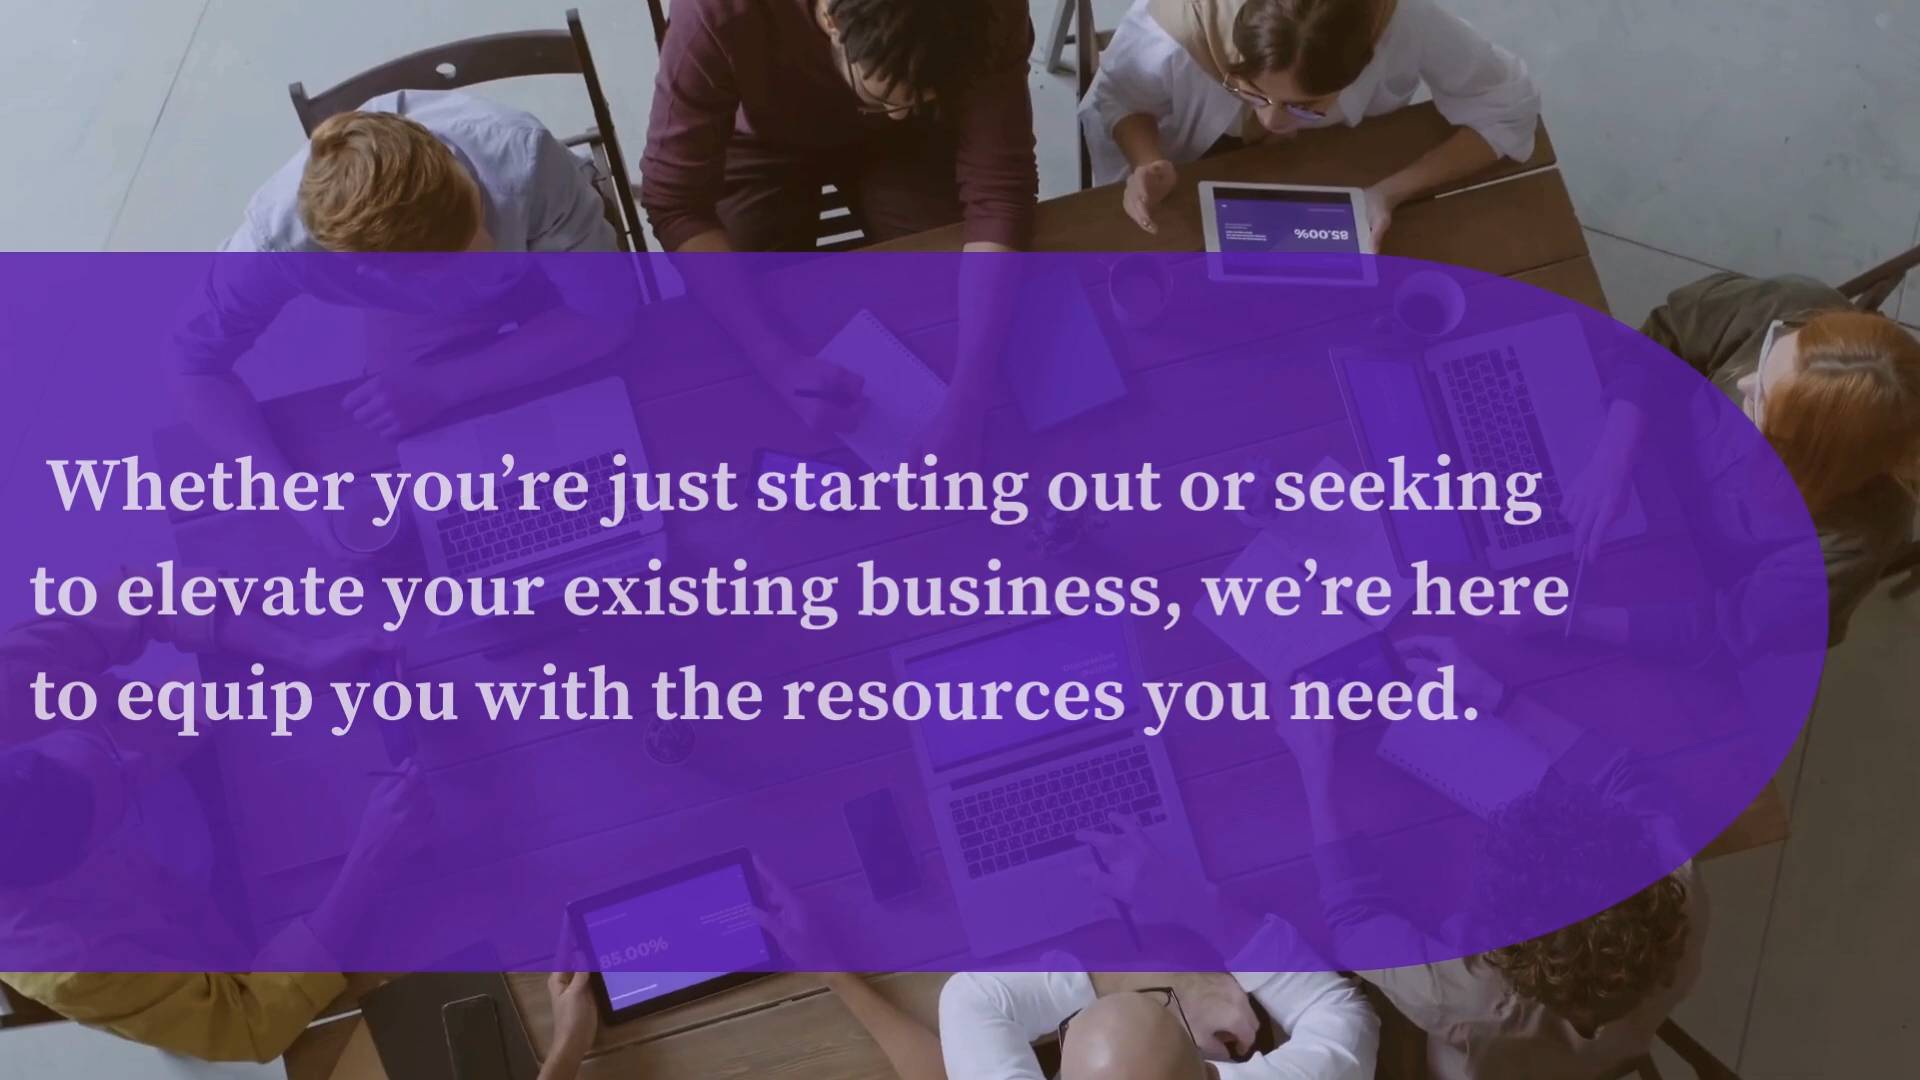 85.00%
Whether you’re just starting out or seeking
to elevate your existing business, we’re here
to equip you with the resources you need.
85.00%